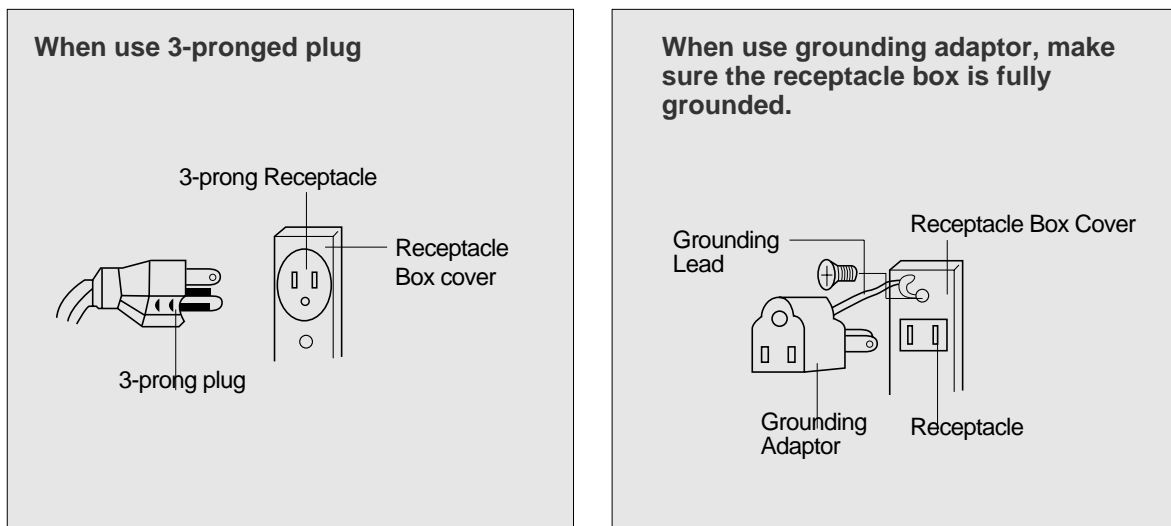 When use 3-pronged plug
3-prong Receptacle
Receptacle
Box cover
3-prong plug
When use grounding adaptor, make
sure the receptacle box is fully
grounded.
Receptacle Box Cover
Grounding
Lead
Grounding
Adaptor
Receptacle